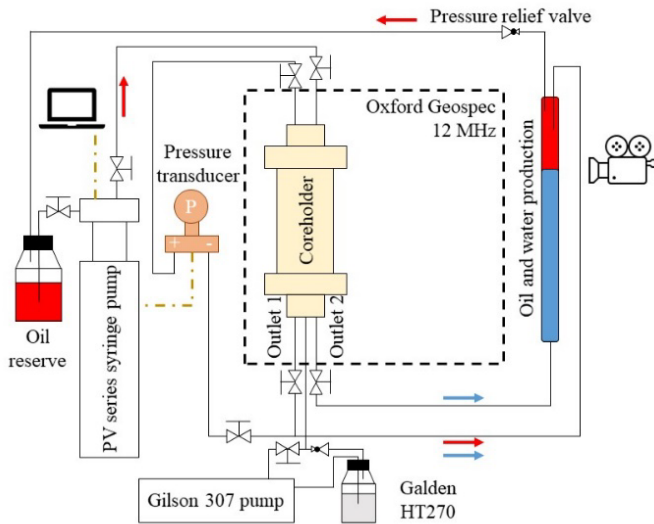 Pressure relief valve
Oxford Geospec
12 MHz
Pressure
transducer
P
+ -
Coreholder
Oil and water production
Oil
reserve
PV series syringe pump
Outlet 1
Outlet 2
Gilson 307 pump
Galden
HT270